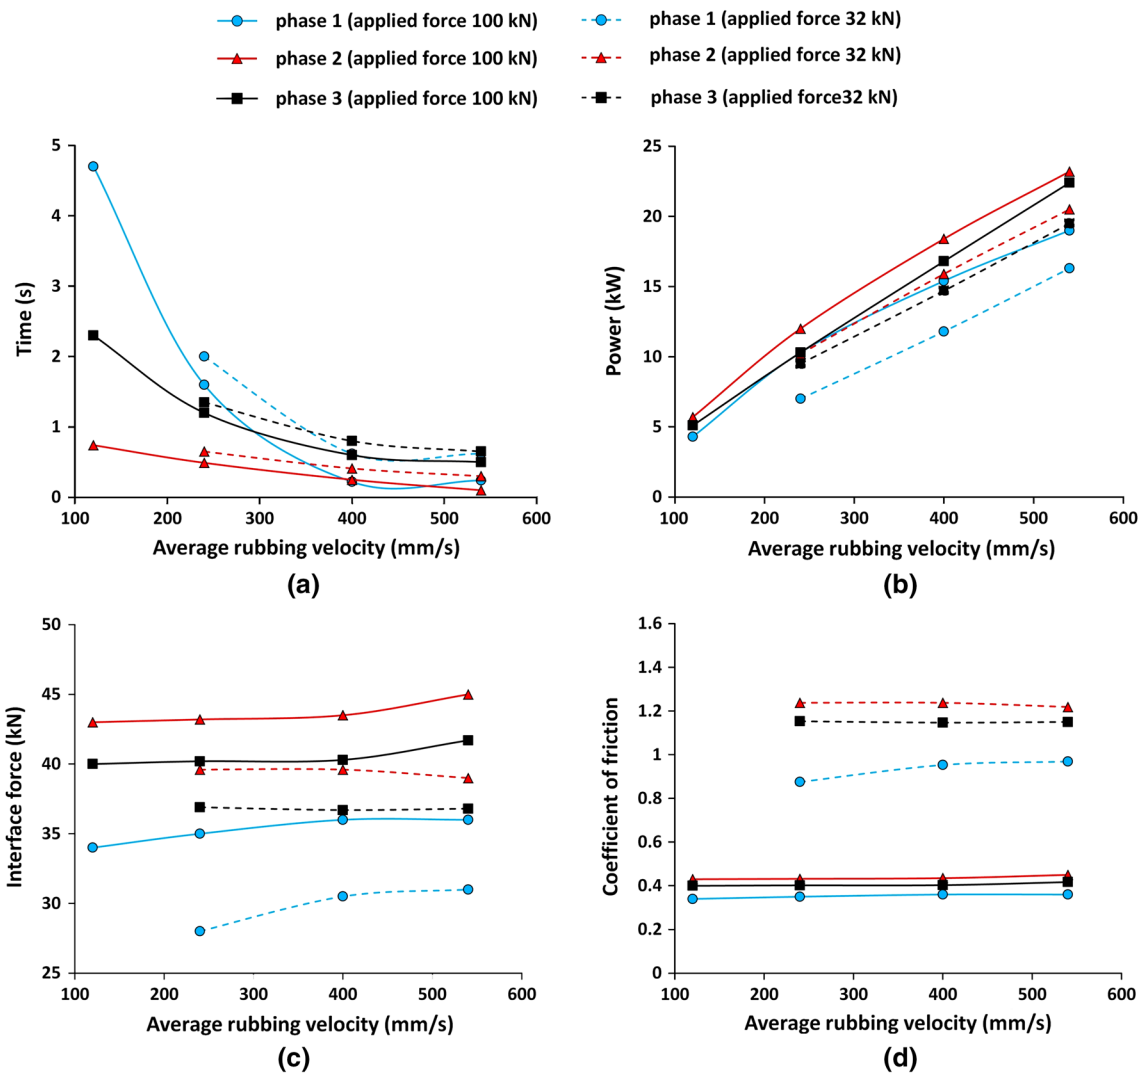 phase 1 (applied force 100 kN)
phase 1 (applied force 32 kN)
phase 2 (applied force 100 kN)
phase 2 (applied force 32 kN)
phase 3 (applied force 100 kN)
phase 3 (applied force32 kN)
5
4
3
2
1
0
Time (s)
100 200 300 400 500 600
Average rubbing velocity (mm/s)
(a)
25
20
15
10
5
0
Power (kW)
100 200 300 400 500 600
Average rubbing velocity (mm/s)
(b)
50
45
40
35
30
25
Interface force (kN)
100 200 300 400 500 600
Average rubbing velocity (mm/s)
(c)
1.6
1.4
1.2
1
0.8
0.6
0.4
0.2
0
Coefficient of friction
100 200 300 400 500 600
Average rubbing velocity (mm/s)
(d)